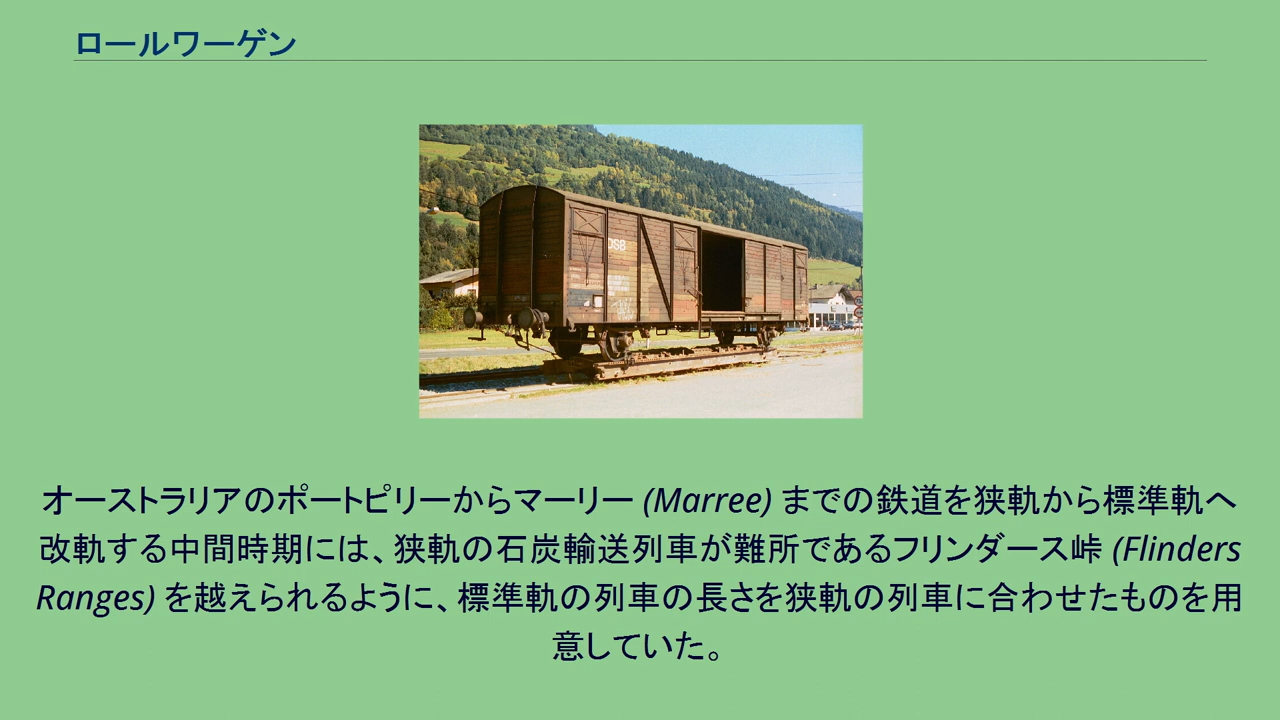 ロールワーゲン
オーストラリアのポートピリーからマーリー (Marree) までの鉄道を狭軌から標準軌へ
改軌する中間時期には、狭軌の石炭輸送列車が難所であるフリンダース峠 (Flinders
Ranges) を越えられるように、標準軌の列車の長さを狭軌の列車に合わせたものを用
意していた。